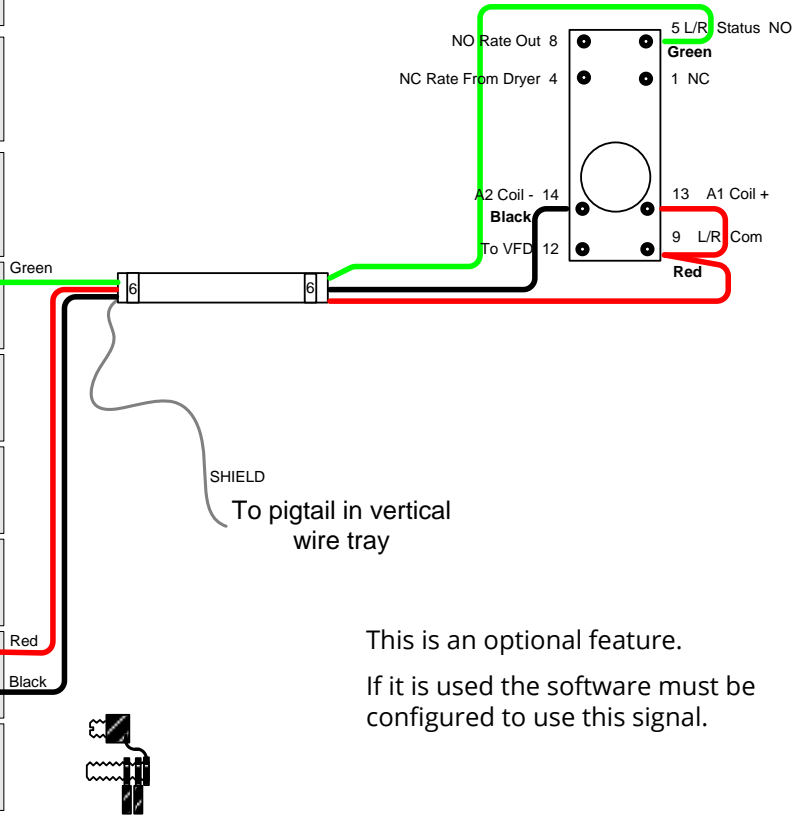 5 L/R Status NO
NO Rate Out 8
Green
NC Rate From Dryer 4
1 NC
A2 Coil - 14
13 A1 Coil +
Black
9 L/R Com
To VFD 12
Red
Green
6
6
SHIELD
To pigtail in vertical
wire tray
Red
Black
This is an optional feature.
If it is used the software must be
configured to use this signal.